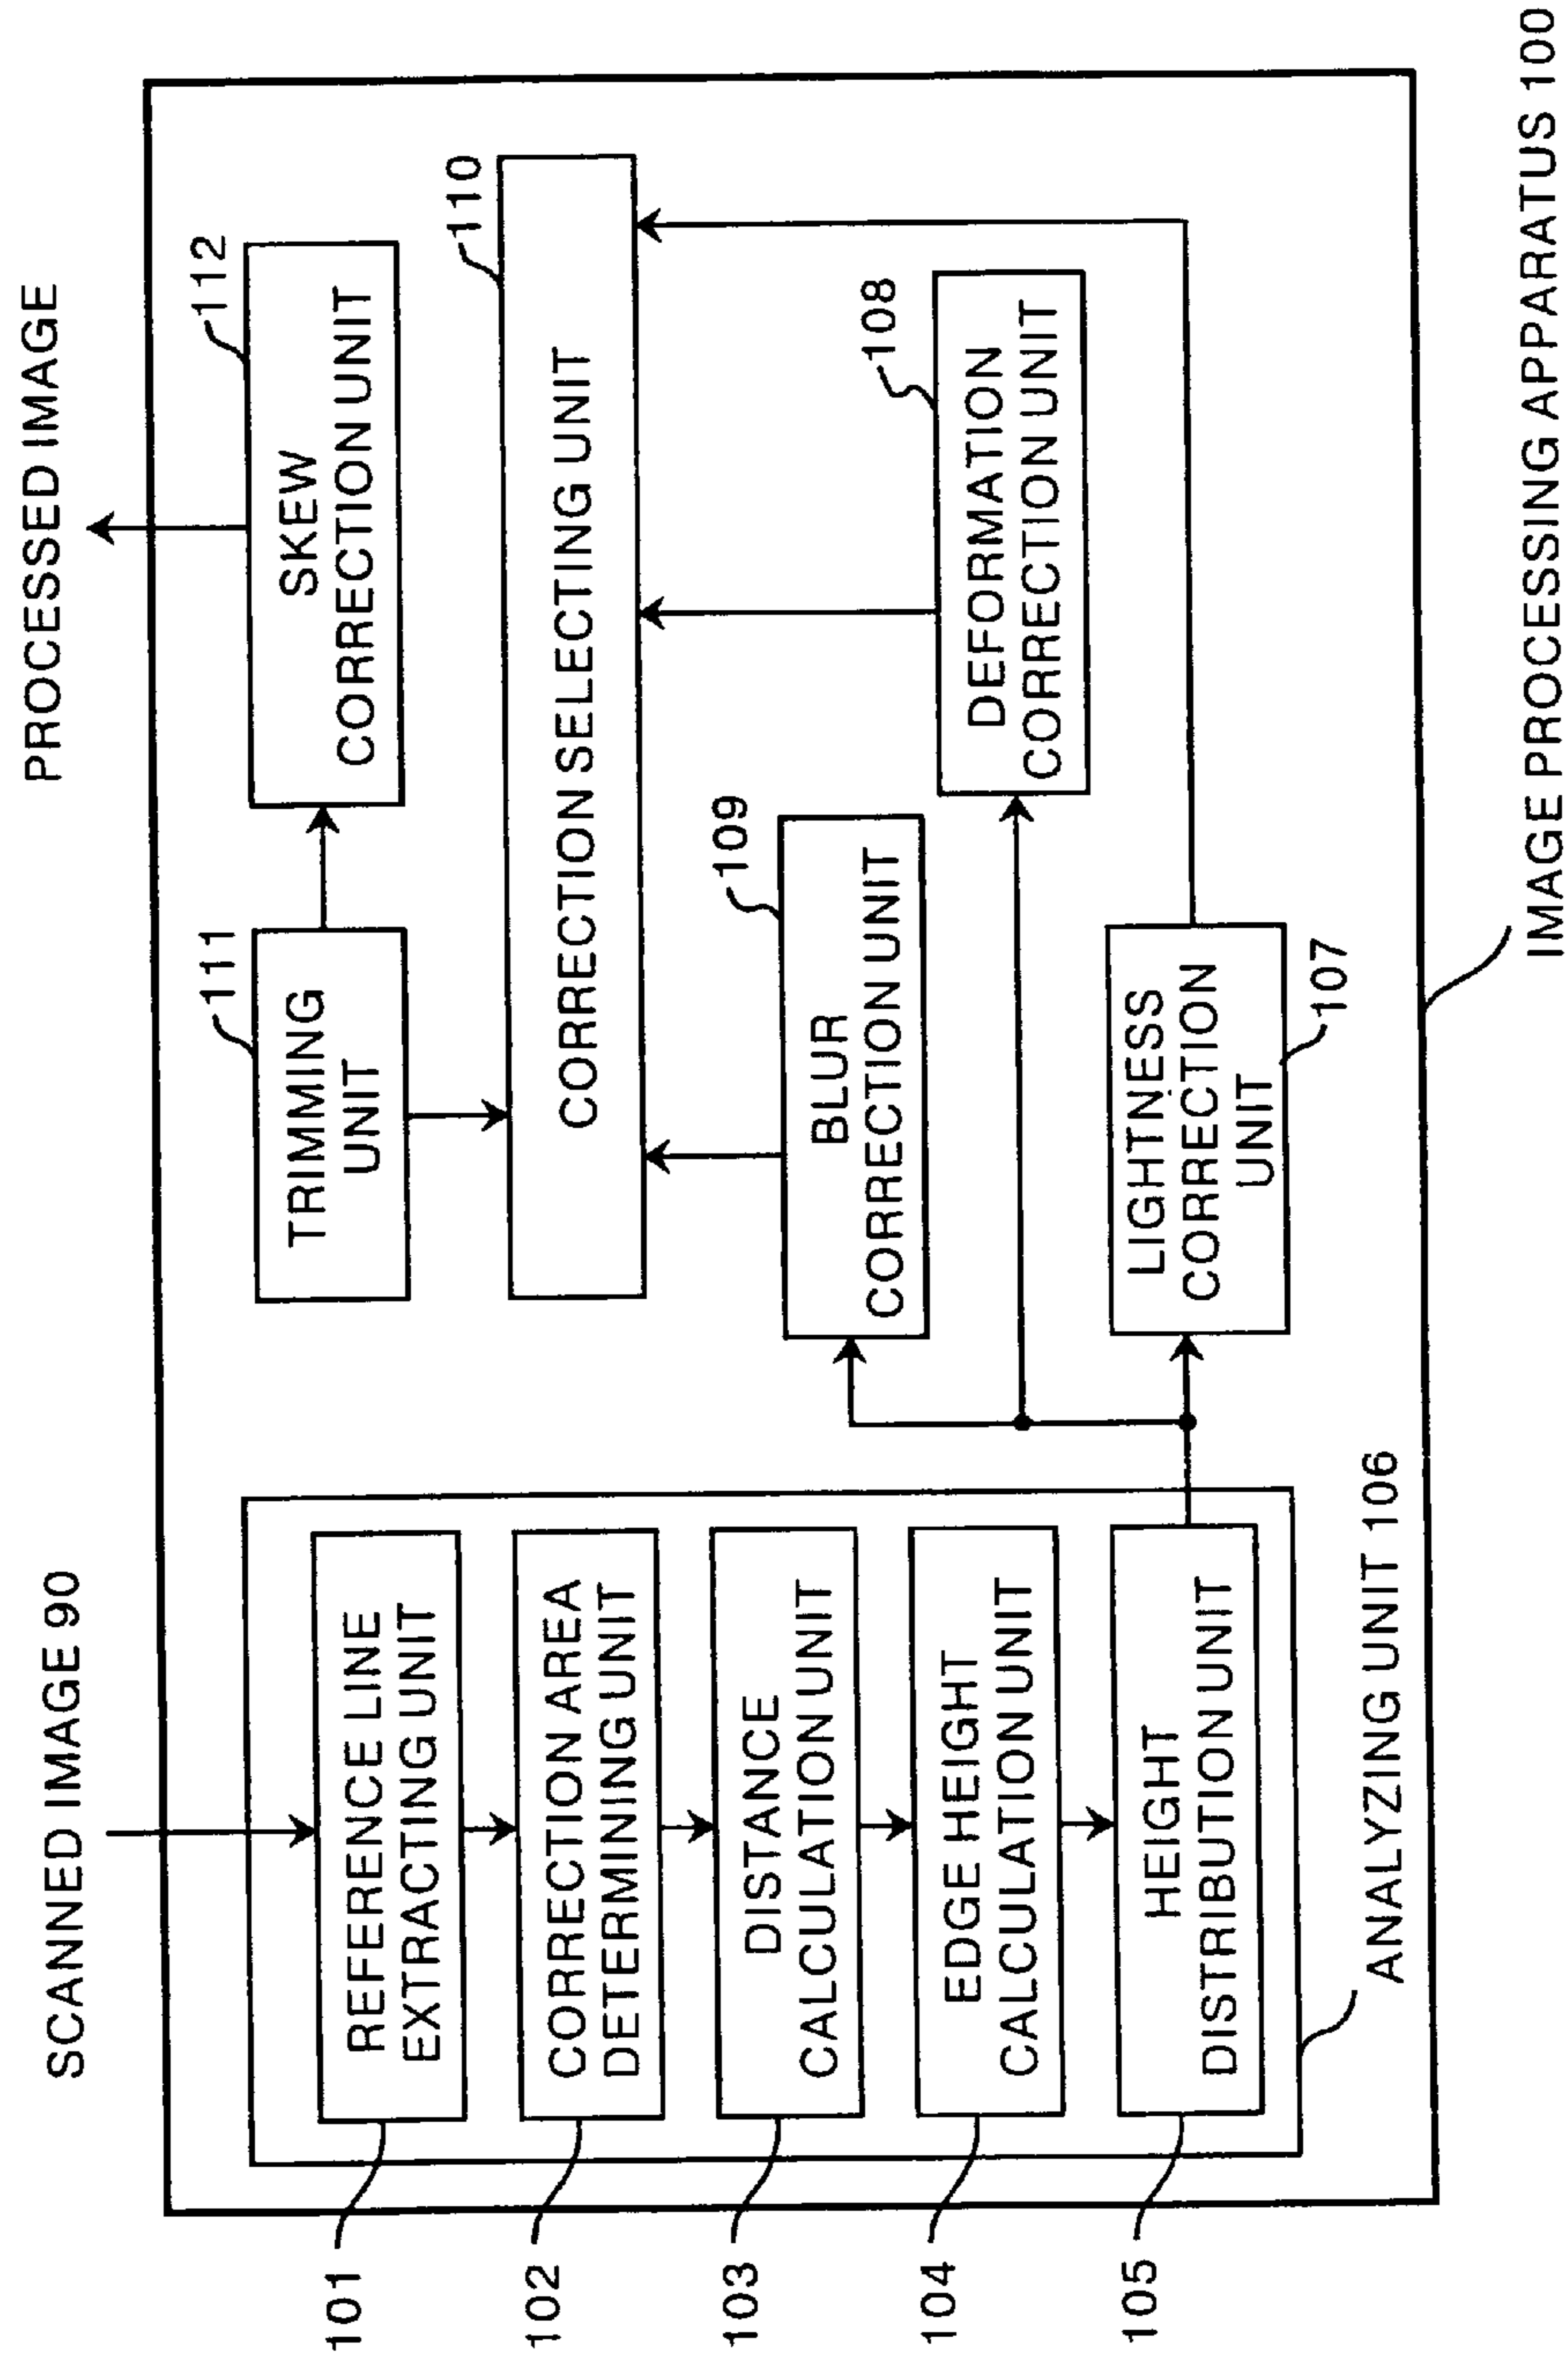 SCANNED IMAGE 90
PROCESSED IMAGE
101
REFERENCE LINE
EXTRACTING UNIT
102
CORRECTION AREA
DETERMINING UNIT
103
DISTANCE
CALCULATION UNIT
104
EDGE HEIGHT
CALCULATION UNIT
105
HEIGHT
DISTRIBUTION UNIT
ANALYZING UNIT 106
111
TRIMMING
UNIT
112
SKEW
CORRECTION UNIT
110
CORRECTION SELECTING UNIT
109
BLUR
CORRECTION UNIT
108
DEFORMATION
CORRECTION UNIT
LIGHTNESS
CORRECTION
UNIT
107
IMAGE PROCESSING APPARATUS 100